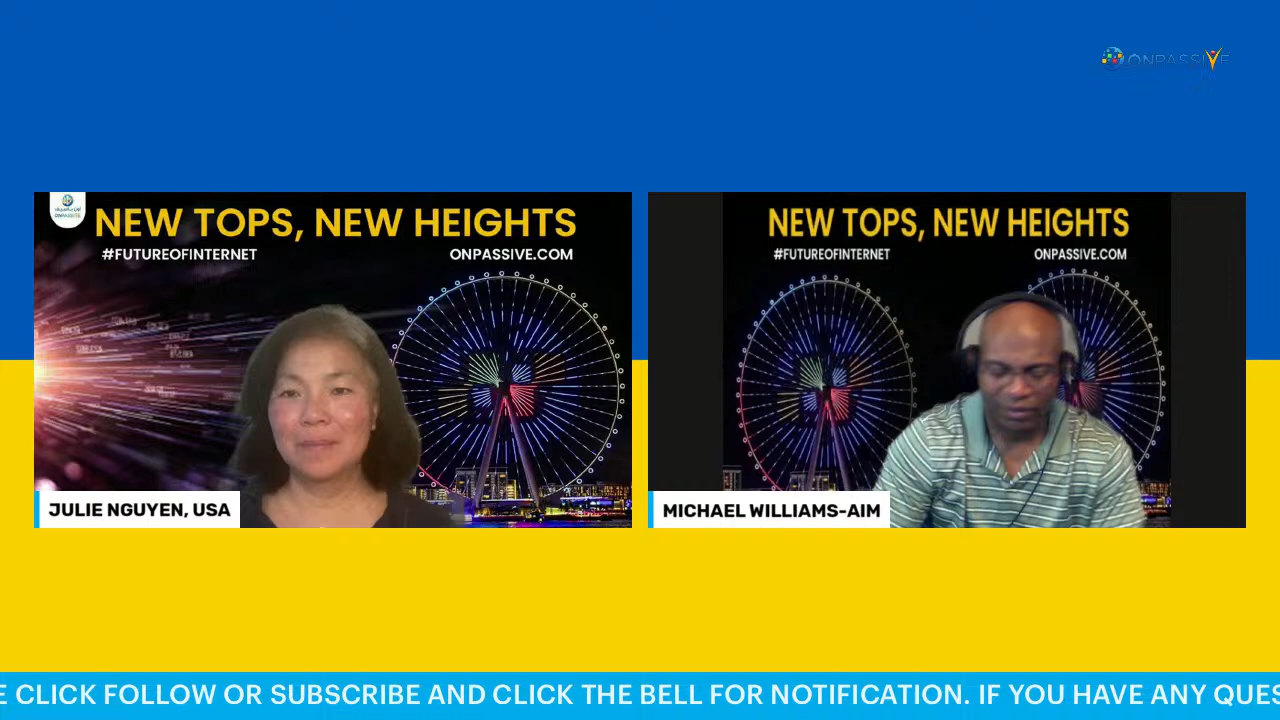 ONPASSIVE
NEW TOPS, NEW HEIGHTS
#FUTUREOFINTERNET
ONPASSIVE.COM
JULIE NGUYEN, USA
NEW TOPS, NEW HEIGHTS
#FUTUREOFINTERNET
ONPASSIVE.COM
MICHAEL WILLIAMS-AIM
E CLICK FOLLOW OR SUBSCRIBE AND CLICK THE BELL FOR NOTIFICATION. IF YOU HAVE ANY QUES